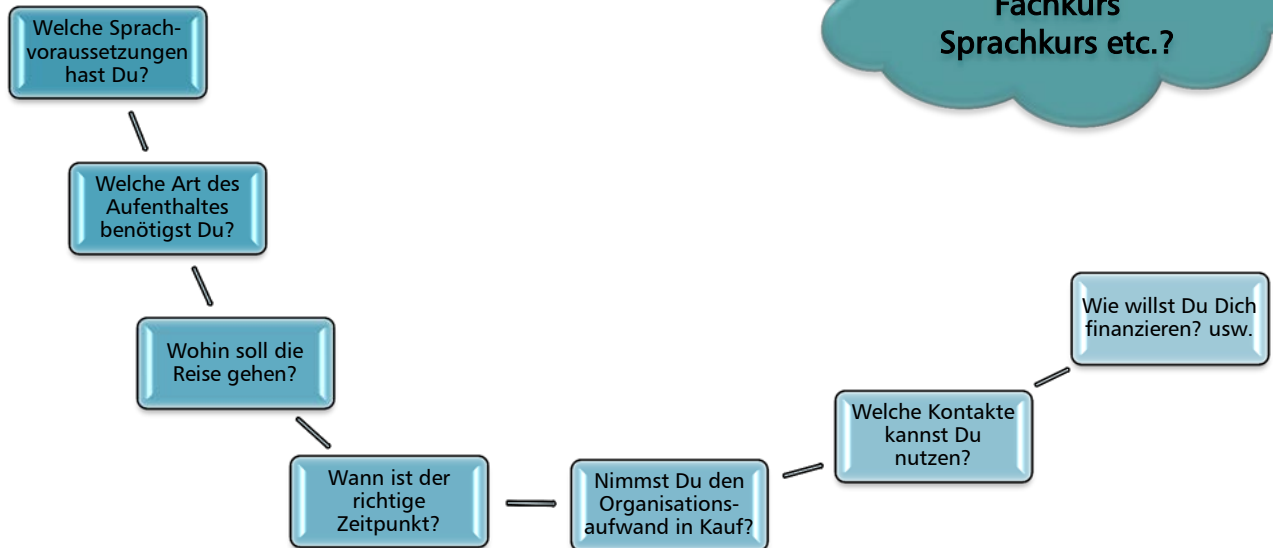 Fachkurs
Sprachkurs etc.?
Welche Sprach-
voraussetzungen
hast Du?
Welche Art des
Aufenthaltes
benötigst Du?
Wohin soll die
Reise gehen?
Wann ist der
richtige
Zeitpunkt?
Nimmst Du den
Organisations-
aufwand in Kauf?
Welche Kontakte
kannst Du
nutzen?
Wie willst Du Dich
finanzieren? usw.